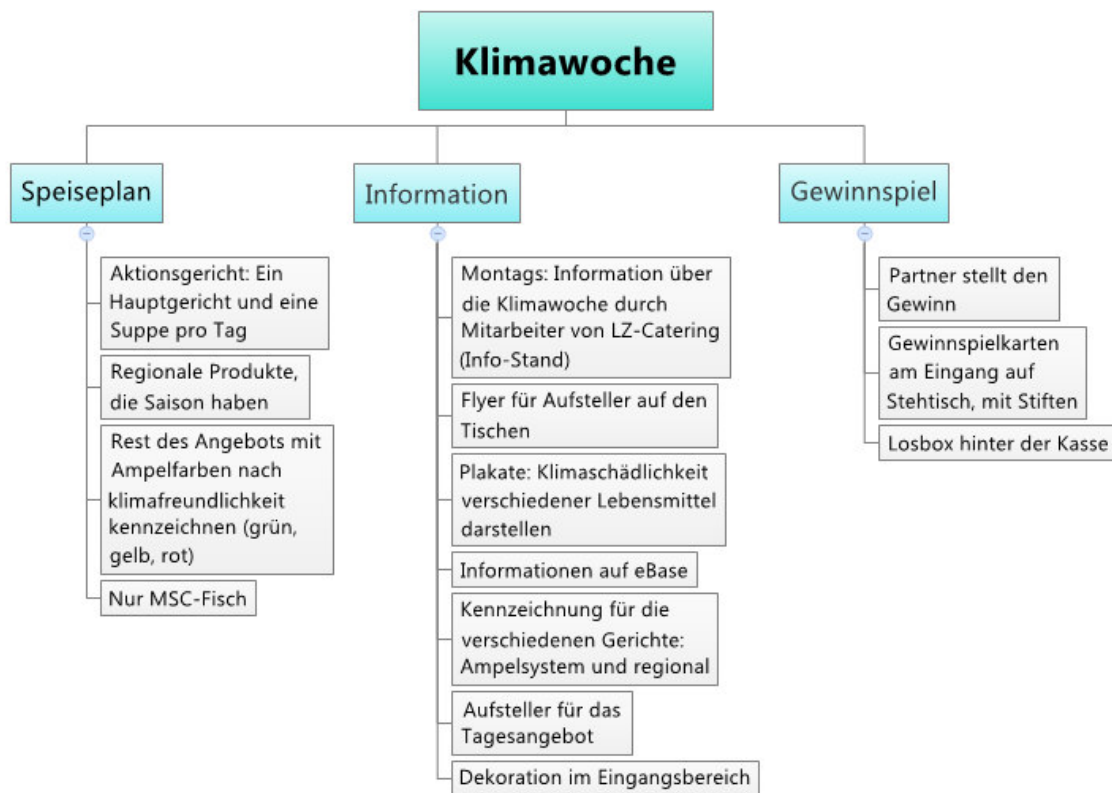 Klimawoche
Speiseplan
Aktionsgericht: Ein
Hauptgericht und eine
Suppe pro Tag
Regionale Produkte,
die Saison haben
Rest des Angebots mit
Ampelfarben nach
klimafreundlichkeit
kennzeichnen (grün,
gelb, rot)
Nur MSC-Fisch
Information
Montags: Information über
die Klimawoche durch
Mitarbeiter von LZ-Catering
(Info-Stand)
Flyer für Aufsteller auf den
Tischen
Plakate: Klimaschädlichkeit
verschiedener Lebensmittel
darstellen
Informationen auf eBase
Kennzeichnung für die
verschiedenen Gerichte:
Ampelsystem und regional
Aufsteller für das
Tagesangebot
Dekoration im Eingangsbereich
Gewinnspiel
Partner stellt den
Gewinn
Gewinnspielkarten
am Eingang auf
Stehtisch, mit Stiften
Losbox hinter der Kasse